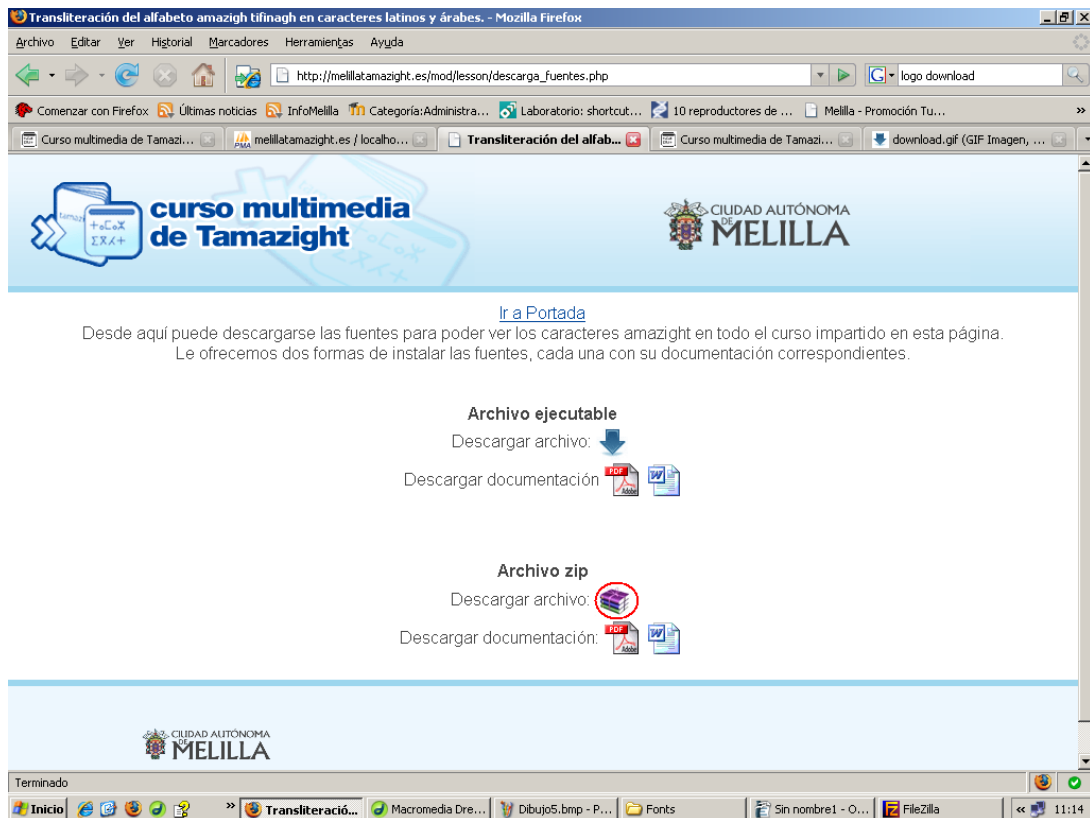 Transliteración del alfabeto amazigh tifinagh en caracteres latinos y árabes. - Mozilla Firefox
Archivo Editar Ver Historial Marcadores Herramientas Ayuda
http://melillatamazight.es/mod/lesson/descarga_fuentes.php
G logo download
Comenzar con Firefox Últimas noticias InfoMelilla Categoría:Administra... Laboratorio: shortcut... 10 reproductores de ... Melilla - Promoción Tu... »
Curso multimedia de Tamazi... PMA melillatamazight.es / localho... Transliteración del alfab... Curso multimedia de Tamazi... download.gif (GIF Imagen, ...
curso multimedia
de Tamazight
CIUDAD AUTÓNOMA
DE MELILLA
Ir a Portada
Desde aquí puede descargarse las fuentes para poder ver los caracteres amazight en todo el curso impartido en esta página.
Le ofrecemos dos formas de instalar las fuentes, cada una con su documentación correspondientes.
Archivo ejecutable
Descargar archivo:
Descargar documentación PDF Adobe W
Archivo zip
Descargar archivo:
Descargar documentación: PDF Adobe W
CIUDAD AUTÓNOMA
DE MELILLA
Terminado
Inicio » Transliteració... Macromedia Dre... Dibujo5.bmp - P... Fonts Sin nombre1 - O... FileZilla « 11:14